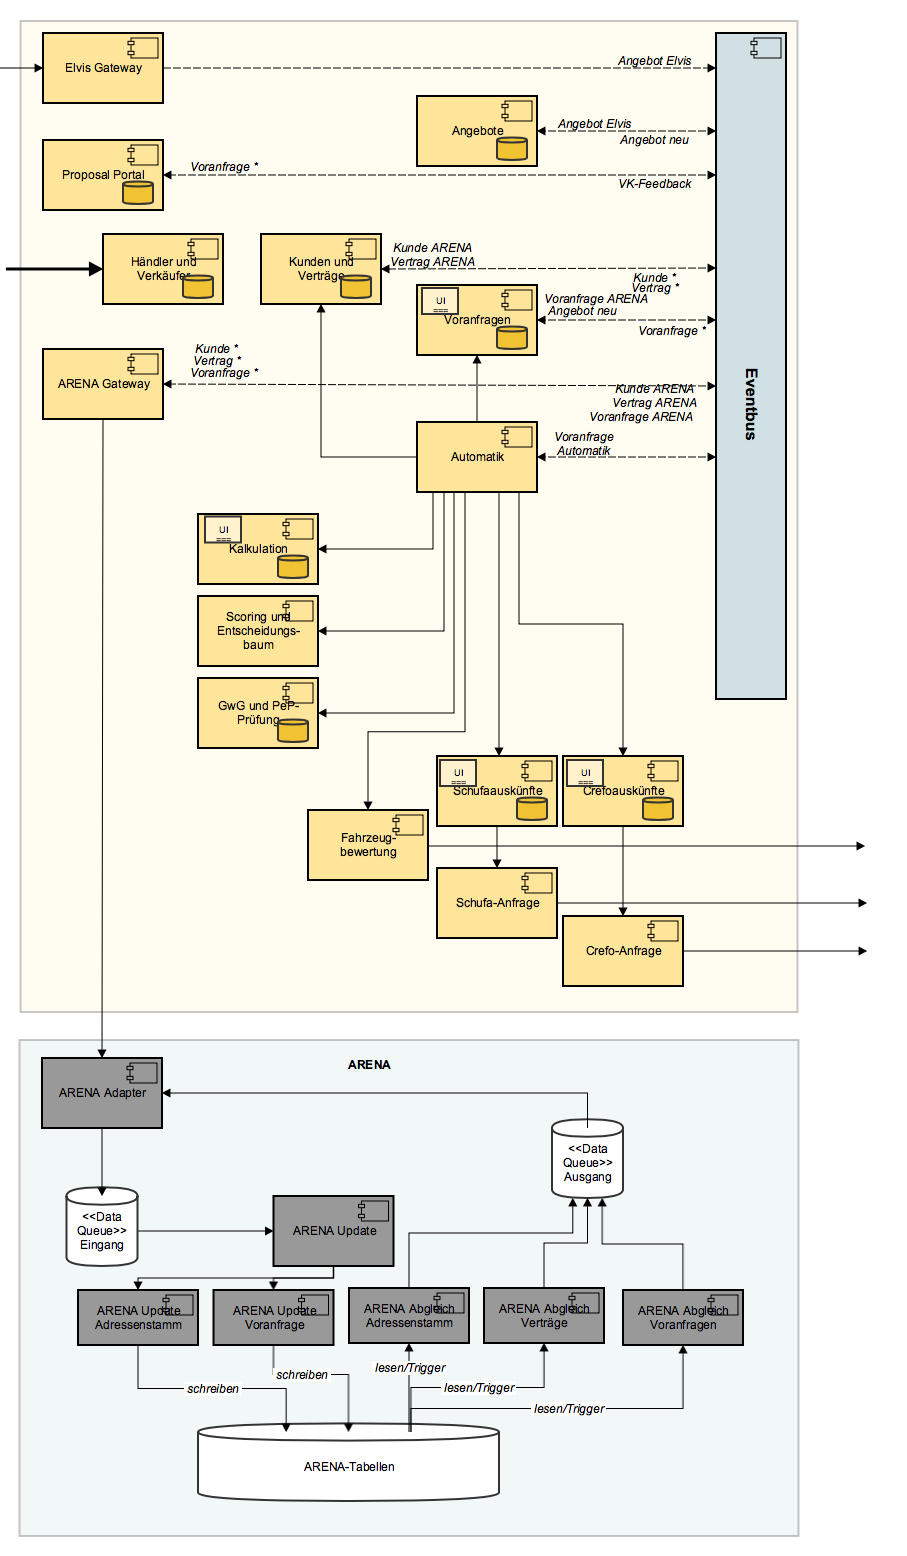 Elvis Gateway
Angebot Elvis
Angebote
Angebot Elvis
Angebot neu
Proposal Portal
Voranfrage *
VK-Feedback
Händler und
Verkäufer
Kunden und
Verträge
Kunde ARENA
Vertrag ARENA
Kunde *
Vertrag *
UI
===
Voranfragen
Voranfrage ARENA
Angebot neu
Voranfrage *
Kunde *
Vertrag *
Voranfrage *
ARENA Gateway
Kunde ARENA
Vertrag ARENA
Voranfrage ARENA
Eventbus
Automatik
Voranfrage
Automatik
UI
===
Kalkulation
Scoring und
Entscheidungs-
baum
GwG und PeP-
Prüfung
UI
===
Schufaauskünfte
UI
===
Crefoauskünfte
Fahrzeug-
bewertung
Schufa-Anfrage
Crefo-Anfrage
ARENA
ARENA Adapter
<<Data
Queue>>
Ausgang
<<Data
Queue>>
Eingang
ARENA Update
ARENA Update
Adressenstamm
ARENA Update
Voranfrage
ARENA Abgleich
Adressenstamm
ARENA Abgleich
Verträge
ARENA Abgleich
Voranfragen
schreiben
schreiben
lesen/Trigger
lesen/Trigger
lesen/Trigger
ARENA-Tabellen